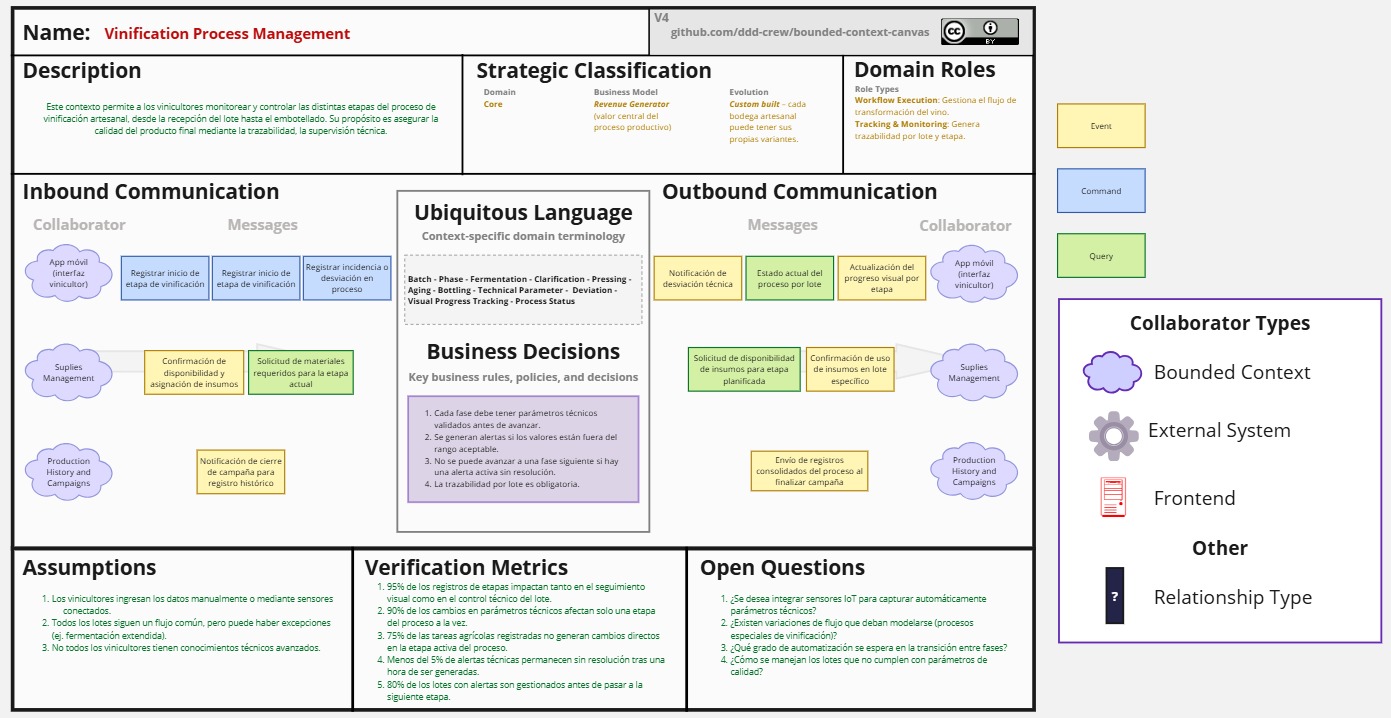 Name: Vinification Process Management
V4
github.com/ddd-crew/bounded-context-canvas
cc
BY
Description
Este contexto permite a los vinicultores monitorear y controlar las distintas etapas del proceso de
vinificación artesanal, desde la recepción del lote hasta el embotellado. Su propósito es asegurar la
calidad del producto final mediante la trazabilidad, la supervisión técnica.
Strategic Classification
Domain
Core
Business Model
Revenue Generator
(valor central del
proceso productivo)
Evolution
Custom built – cada
bodega artesanal
puede tener sus
propias variantes.
Domain Roles
Role Types
Workflow Execution: Gestiona el flujo de
transformación del vino.
Tracking & Monitoring: Genera
trazabilidad por lote y etapa.
Inbound Communication
Collaborator
Messages
App móvil
(interfaz
vinicultor)
Registrar inicio de
etapa de vinificación
Registrar inicio de
etapa de vinificación
Registrar incidencia o
desviación en
proceso
Suplies
Management
Confirmación de
disponibilidad y
asignación de insumos
Solicitud de materiales
requeridos para la etapa
actual
Production
History and
Campaigns
Notificación de cierre
de campaña para
registro histórico
Ubiquitous Language
Context-specific domain terminology
Batch - Phase - Fermentation - Clarification - Pressing -
Aging - Bottling - Technical Parameter - Deviation -
Visual Progress Tracking - Process Status
Business Decisions
Key business rules, policies, and decisions
1. Cada fase debe tener parámetros técnicos
validados antes de avanzar.
2. Se generan alertas si los valores están fuera del
rango aceptable.
3. No se puede avanzar a una fase siguiente si hay
una alerta activa sin resolución.
4. La trazabilidad por lote es obligatoria.
Outbound Communication
Messages
Collaborator
Notificación de
desviación técnica
Estado actual del
proceso por lote
Actualización del
progreso visual por
etapa
App móvil
(interfaz
vinicultor)
Solicitud de disponibilidad
de insumos para etapa
planificada
Confirmación de uso
de insumos en lote
específico
Suplies
Management
Envío de registros
consolidados del proceso al
finalizar campaña
Production
History and
Campaigns
Assumptions
1. Los vinicultores ingresan los datos manualmente o mediante sensores
conectados.
2. Todos los lotes siguen un flujo común, pero puede haber excepciones
(ej. fermentación extendida).
3. No todos los vinicultores tienen conocimientos técnicos avanzados.
Verification Metrics
1. 95% de los registros de etapas impactan tanto en el seguimiento
visual como en el control técnico del lote.
2. 90% de los cambios en parámetros técnicos afectan solo una etapa
del proceso a la vez.
3. 75% de las tareas agrícolas registradas no generan cambios directos
en la etapa activa del proceso.
4. Menos del 5% de alertas técnicas permanecen sin resolución tras una
hora de ser generadas.
5. 80% de los lotes con alertas son gestionados antes de pasar a la
siguiente etapa.
Open Questions
1. ¿Se desea integrar sensores IoT para capturar automáticamente
parámetros técnicos?
2. ¿Existen variaciones de flujo que deban modelarse (procesos
especiales de vinificación)?
3. ¿Qué grado de automatización se espera en la transición entre fases?
4. ¿Cómo se manejan los lotes que no cumplen con parámetros de
calidad?
Event
Command
Query
Collaborator Types
Bounded Context
External System
Frontend
Other
?
Relationship Type